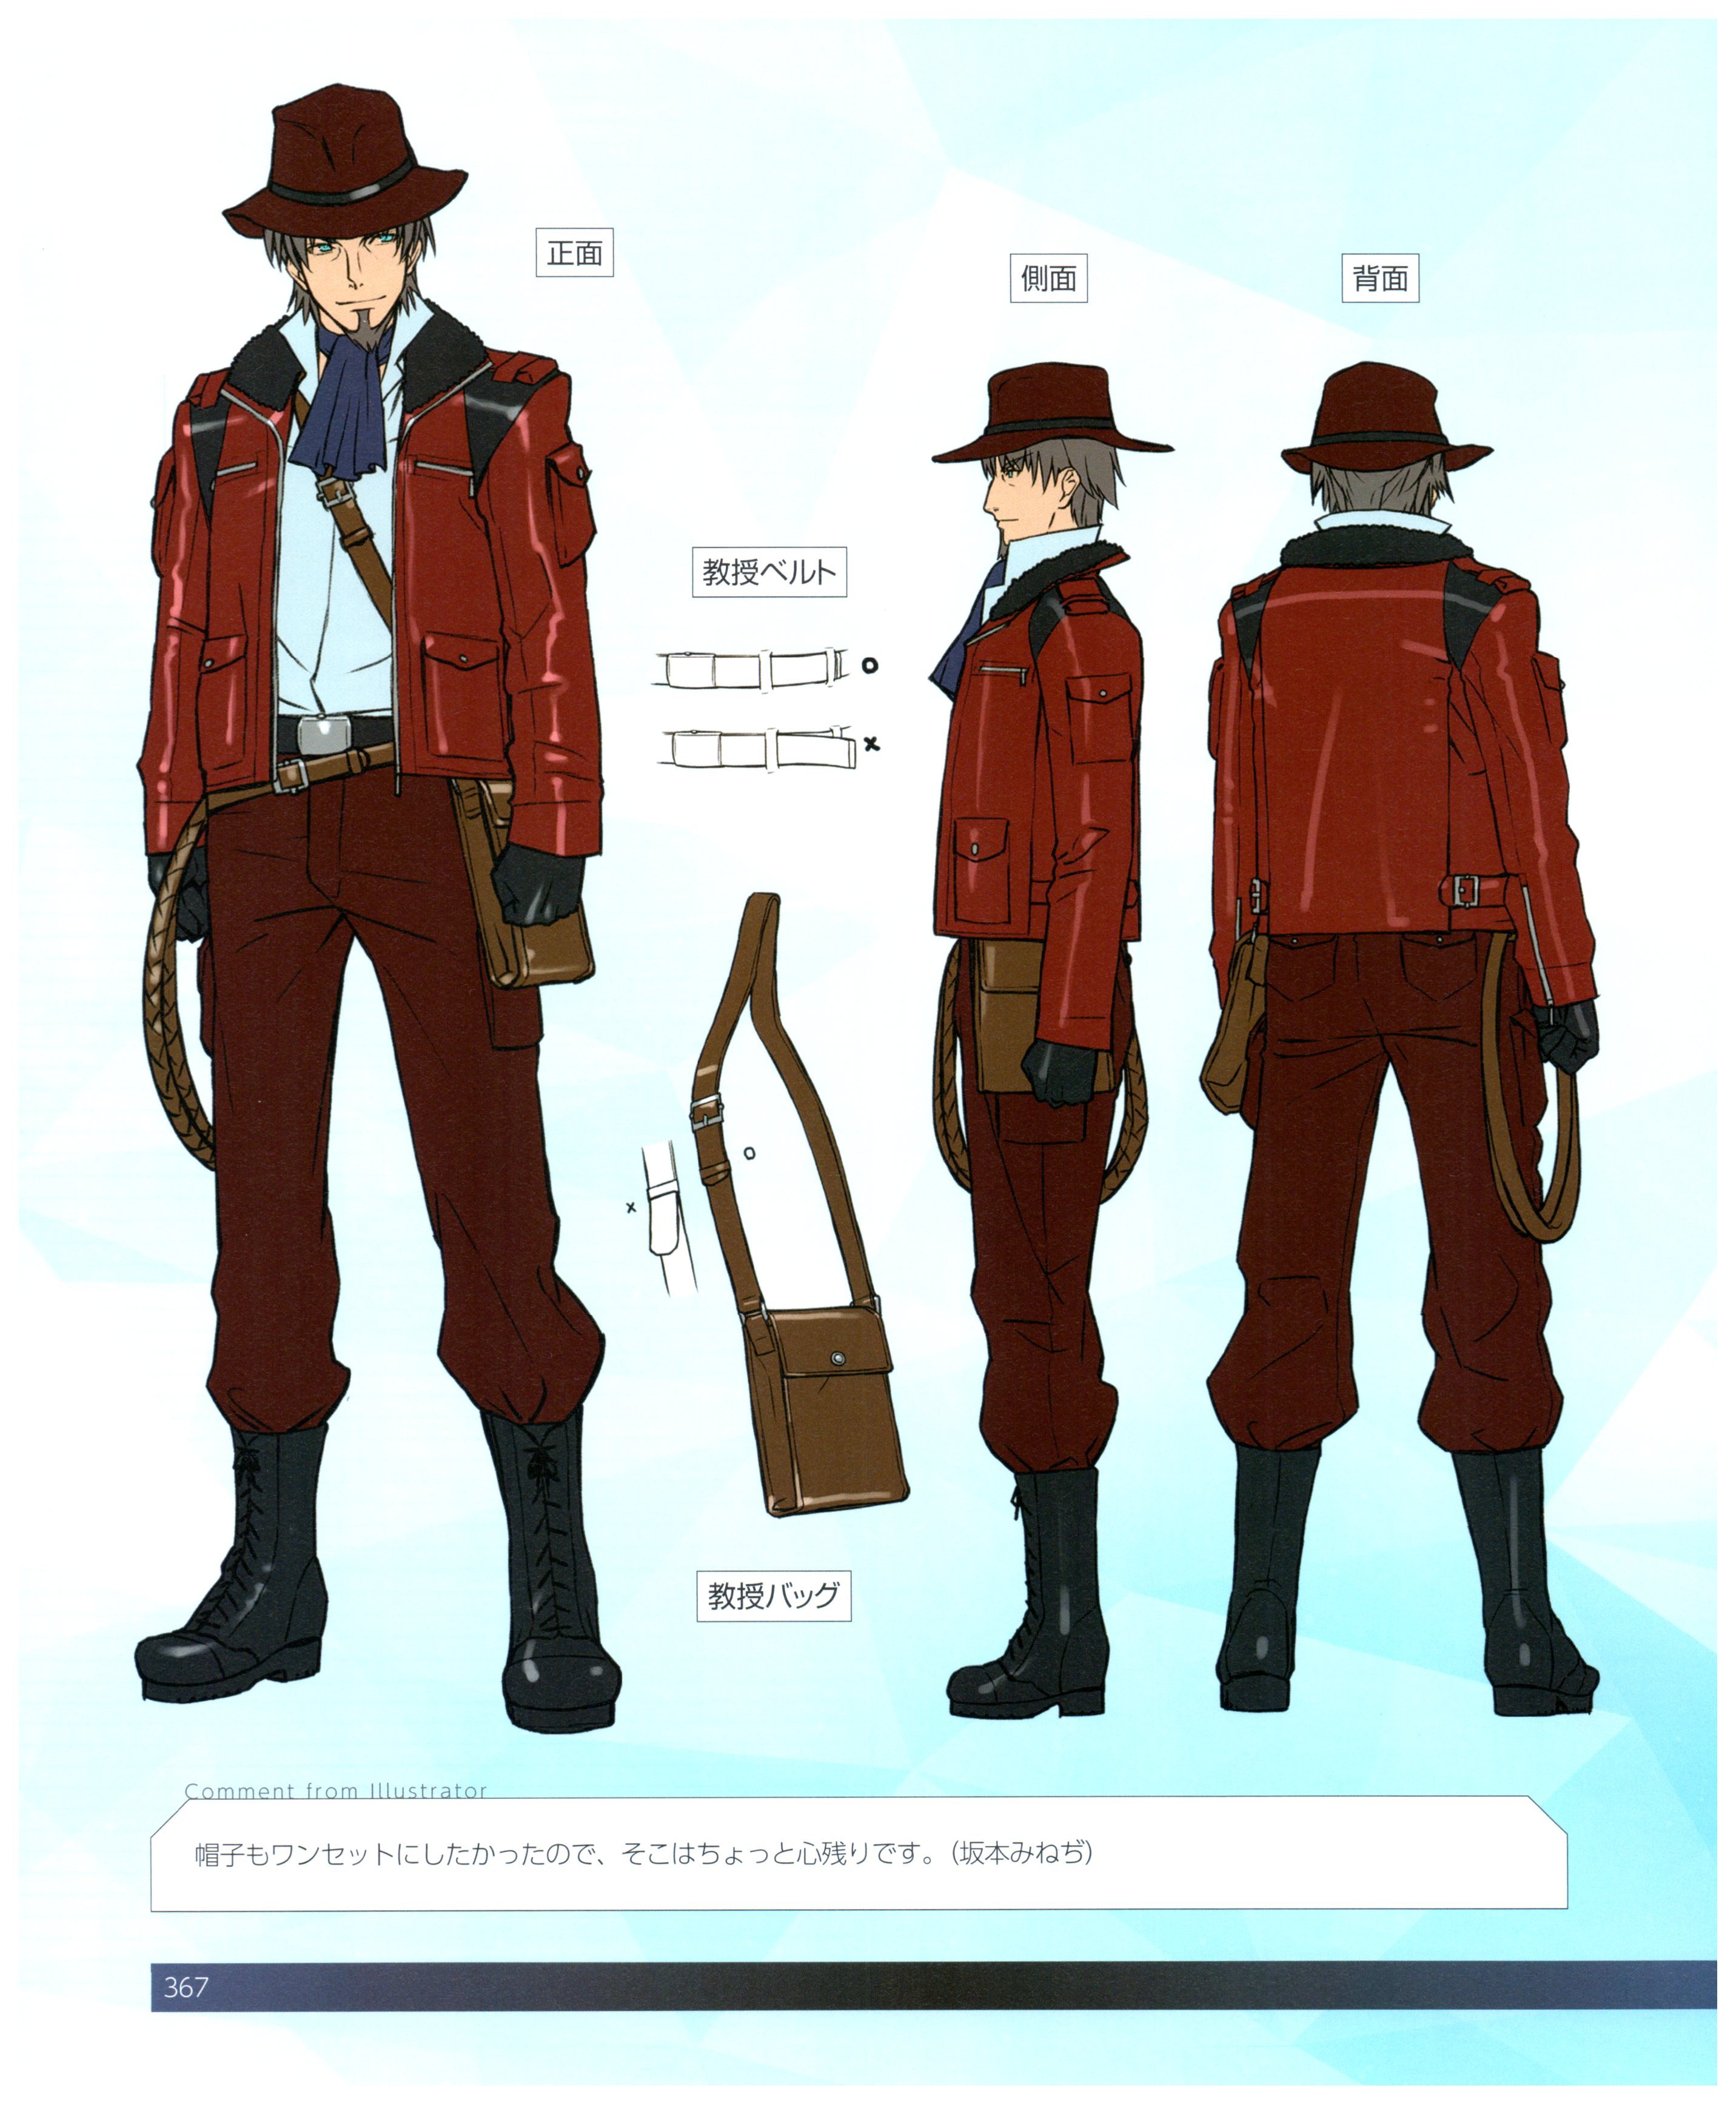 正面
側面
背面
教授ベルト
教授バッグ
Comment from Illustrator
帽子もワンセットにしたかったので、そこはちょっと心残りです。(坂本みねぢ)
367